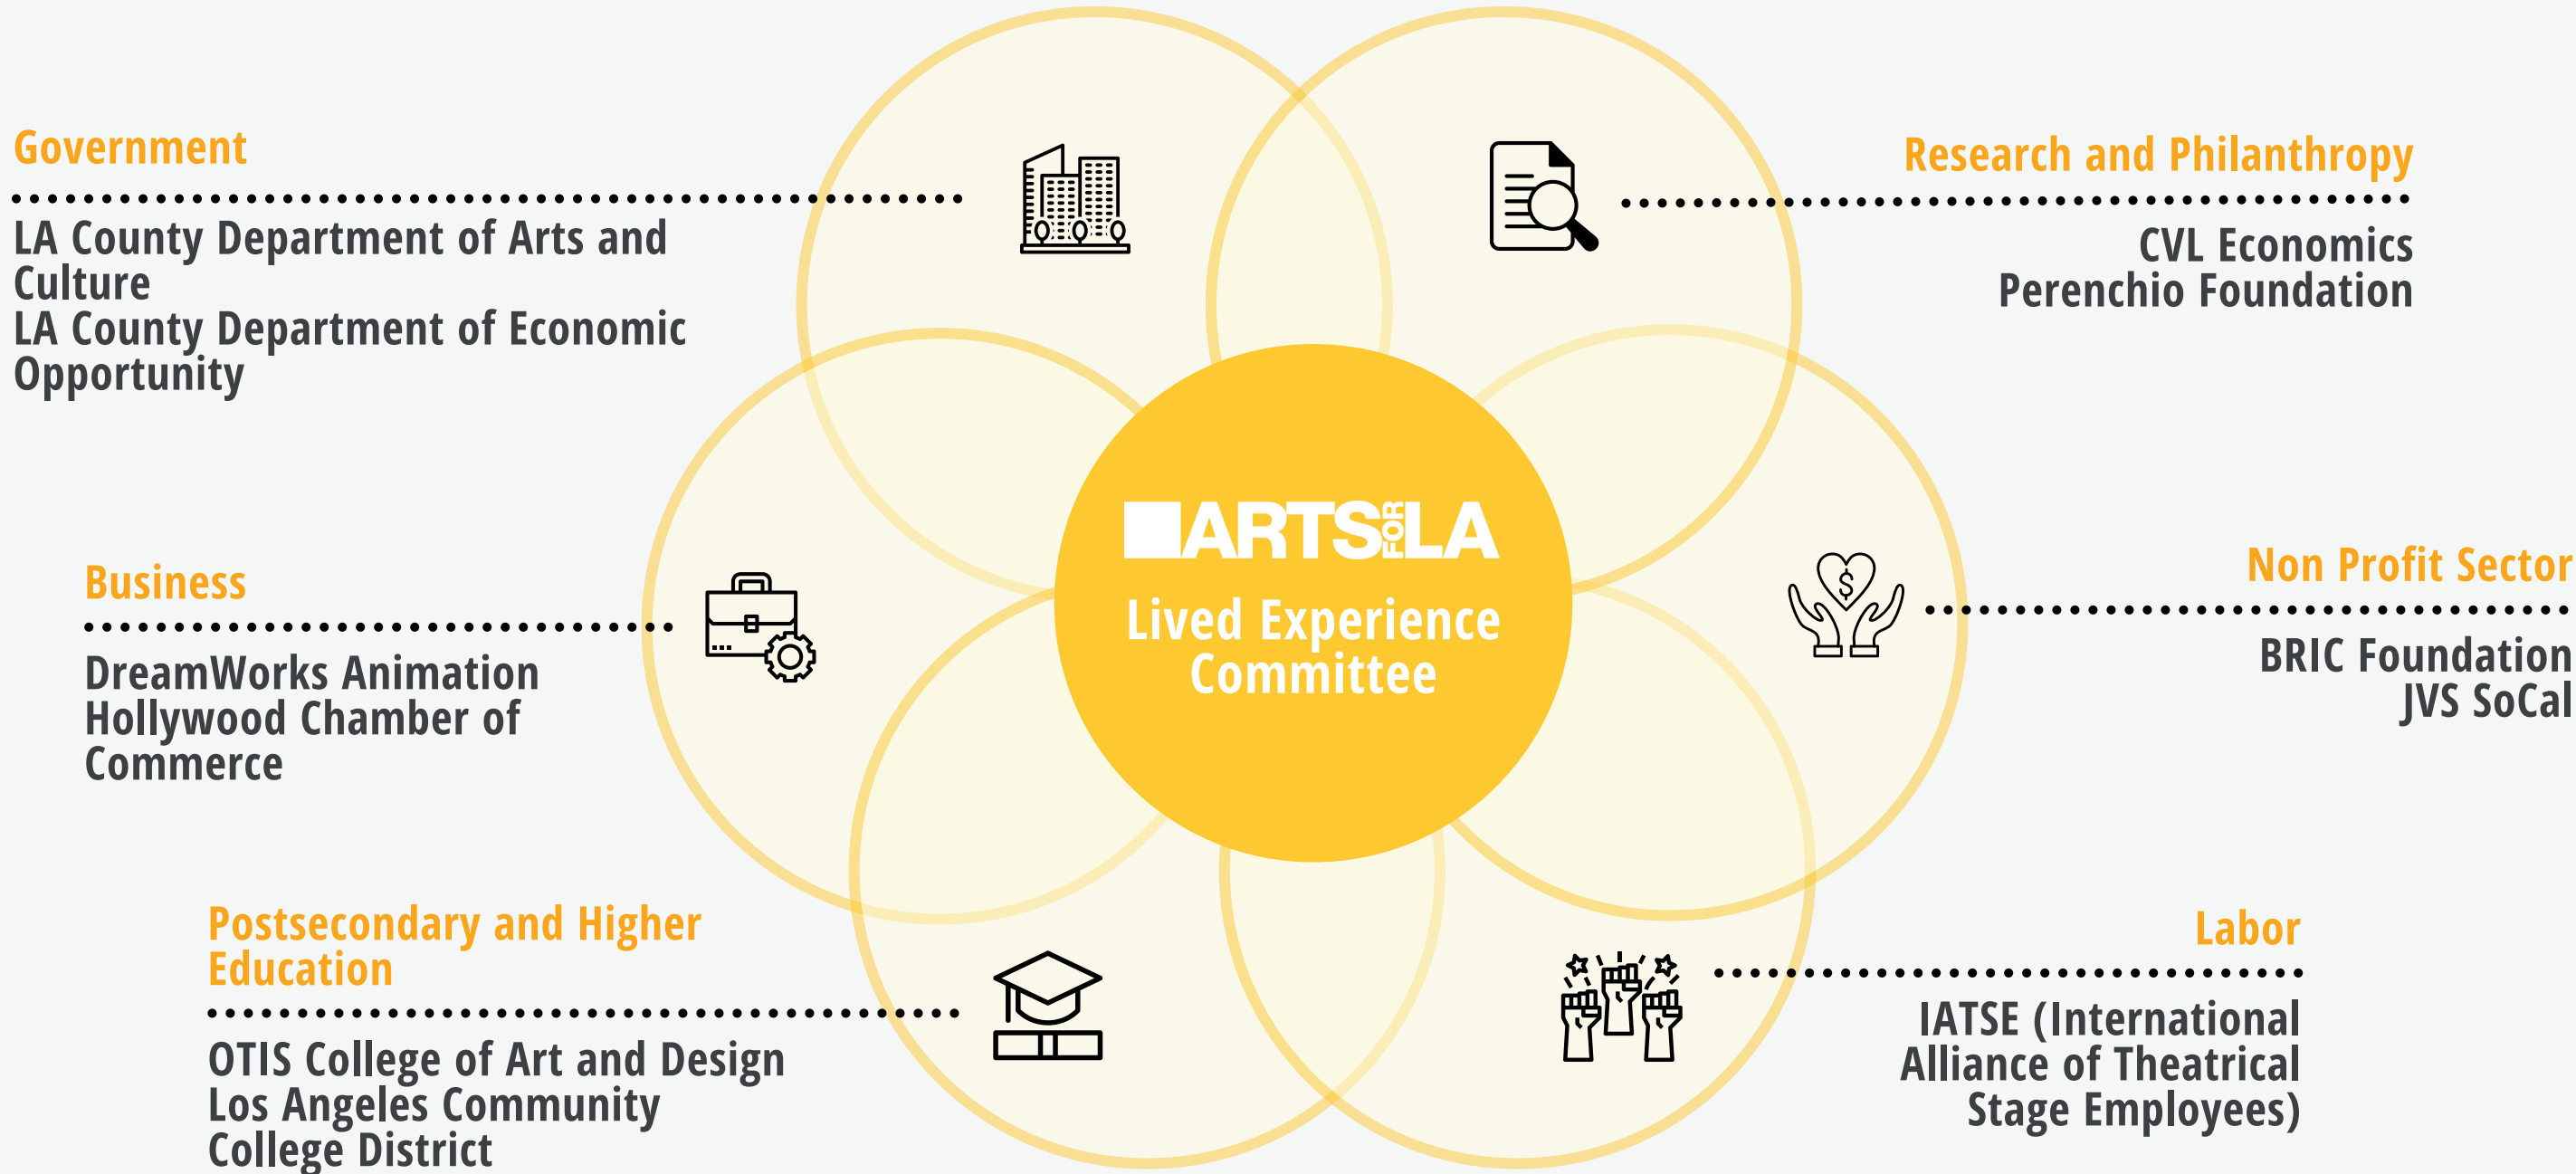 Government
LA County Department of Arts and
Culture
LA County Department of Economic
Opportunity
Research and Philanthropy
CVL Economics
Perenchio Foundation
ARTS FOR LA
Lived Experience
Committee
Business
DreamWorks Animation
Hollywood Chamber of
Commerce
$
Non Profit Sector
BRIC Foundation
JVS SoCal
Postsecondary and Higher
Education
OTIS College of Art and Design
Los Angeles Community
College District
Labor
IATSE (International
Alliance of Theatrical
Stage Employees)